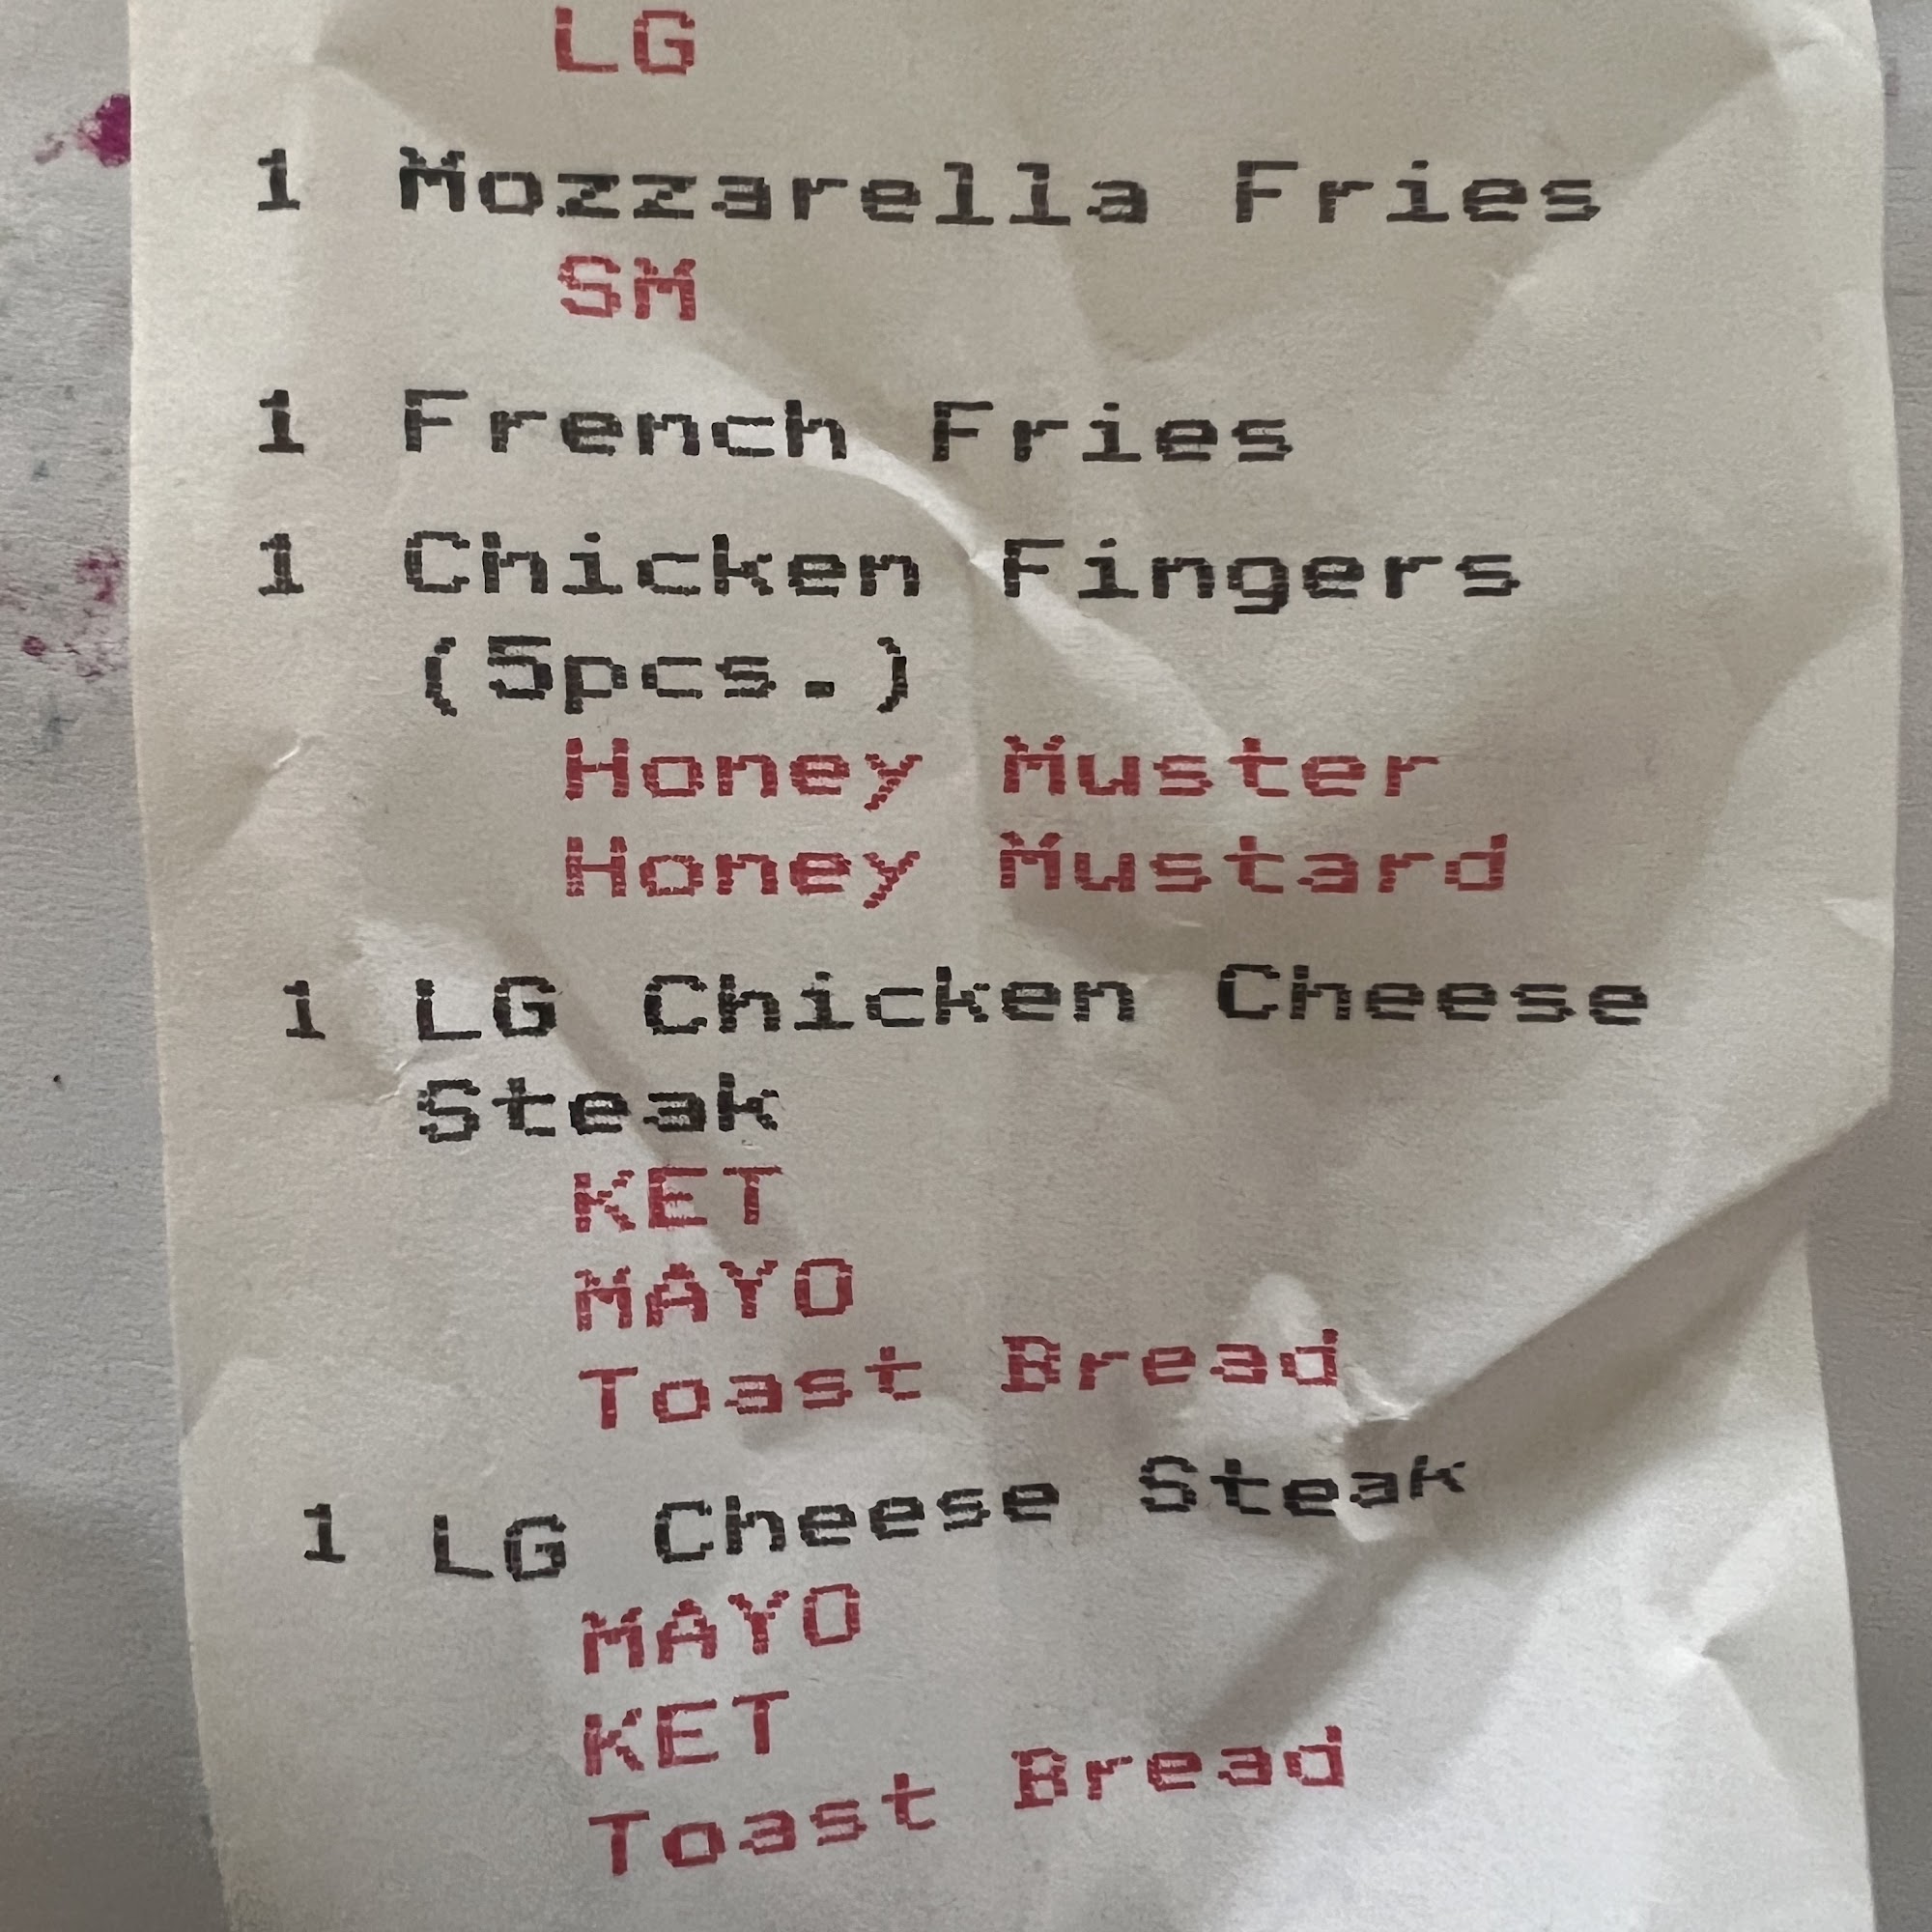 LG
1 Mozzarella Fries
SM
1 French Fries
1 Chicken Fingers
(5pcs.)
Honey Muster
Honey Mustard
1 LG Chicken Cheese
Steak
KET
MAYO
Toast Bread
1 LG Cheese Steak
MAYO
KET
Toast Bread